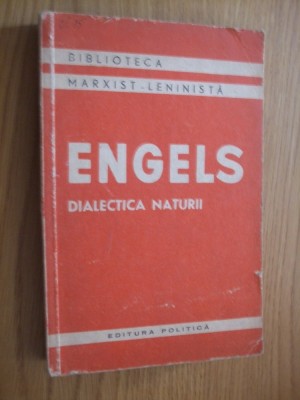 BIBLIOTECA
MARXIST-LENINISTĂ
ENGELS
DIALECTICA NATURII
EDITURA POLITICĂ